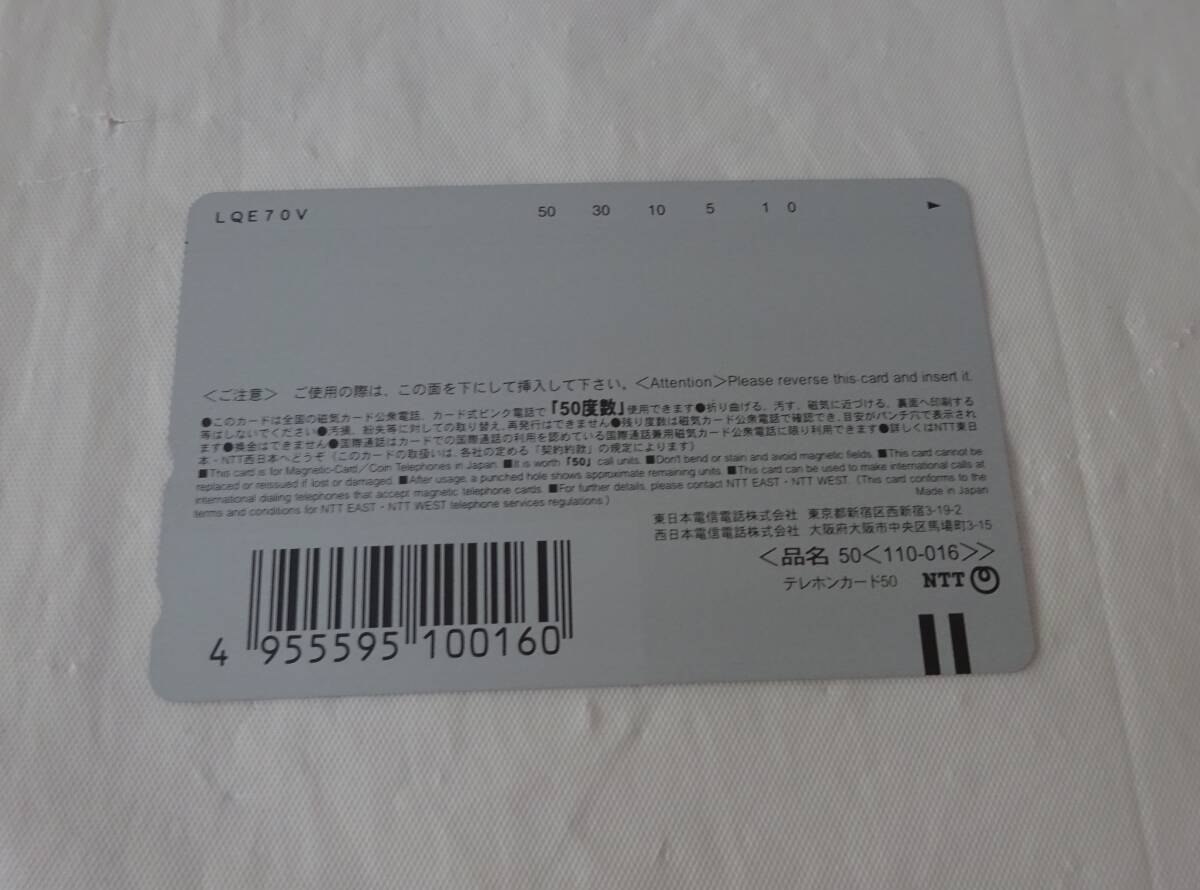 LQE70V 50 30 10 5 1 0
<ご注意> ご使用の際は、この面を下にして挿入して下さい。<Attention>Please reverse this card and insert it.
●このカードは全国の磁気カード公衆電話、カード式ピンク電話で「50度数」使用できます●折り曲げる、汚す、磁気に近づける、裏面へ印刷する
等はしないでください●汚損、紛失等に対しての取り替え、再発行はできません●残り度数は磁気カード公衆電話で確認でき、目安がパンチ穴で表示され
ます●換金はできません●国際通話はカードでの国際通話の利用を認めている国際通話兼用磁気カード公衆電話に限り利用できます●詳しくはNTT東日
本・NTT西日本へどうぞ（このカードの取扱いは、各社の定める「契約約款」の規定によります）
■This card is for Magnetic-Card/Coin Telephones in Japan. ■It is worth「50」call units. ■Don't bend or stain and avoid magnetic fields. ■This card cannot be
replaced or reissued if lost or damaged. ■After usage, a punched hole shows approximate remaining units. ■This card can be used to make international calls at
international dialing telephones that accept magnetic telephone cards. ■For further details, please contact NTT EAST・NTT WEST.（This card conforms to the
terms and conditions for NTT EAST・NTT WEST telephone services regulations.）
Made in Japan
東日本電信電話株式会社 東京都新宿区西新宿3-19-2
西日本電信電話株式会社 大阪府大阪市中央区馬場町3-15
<品名 50<110-016>>
テレホンカード50 NTT
4 955595 100160